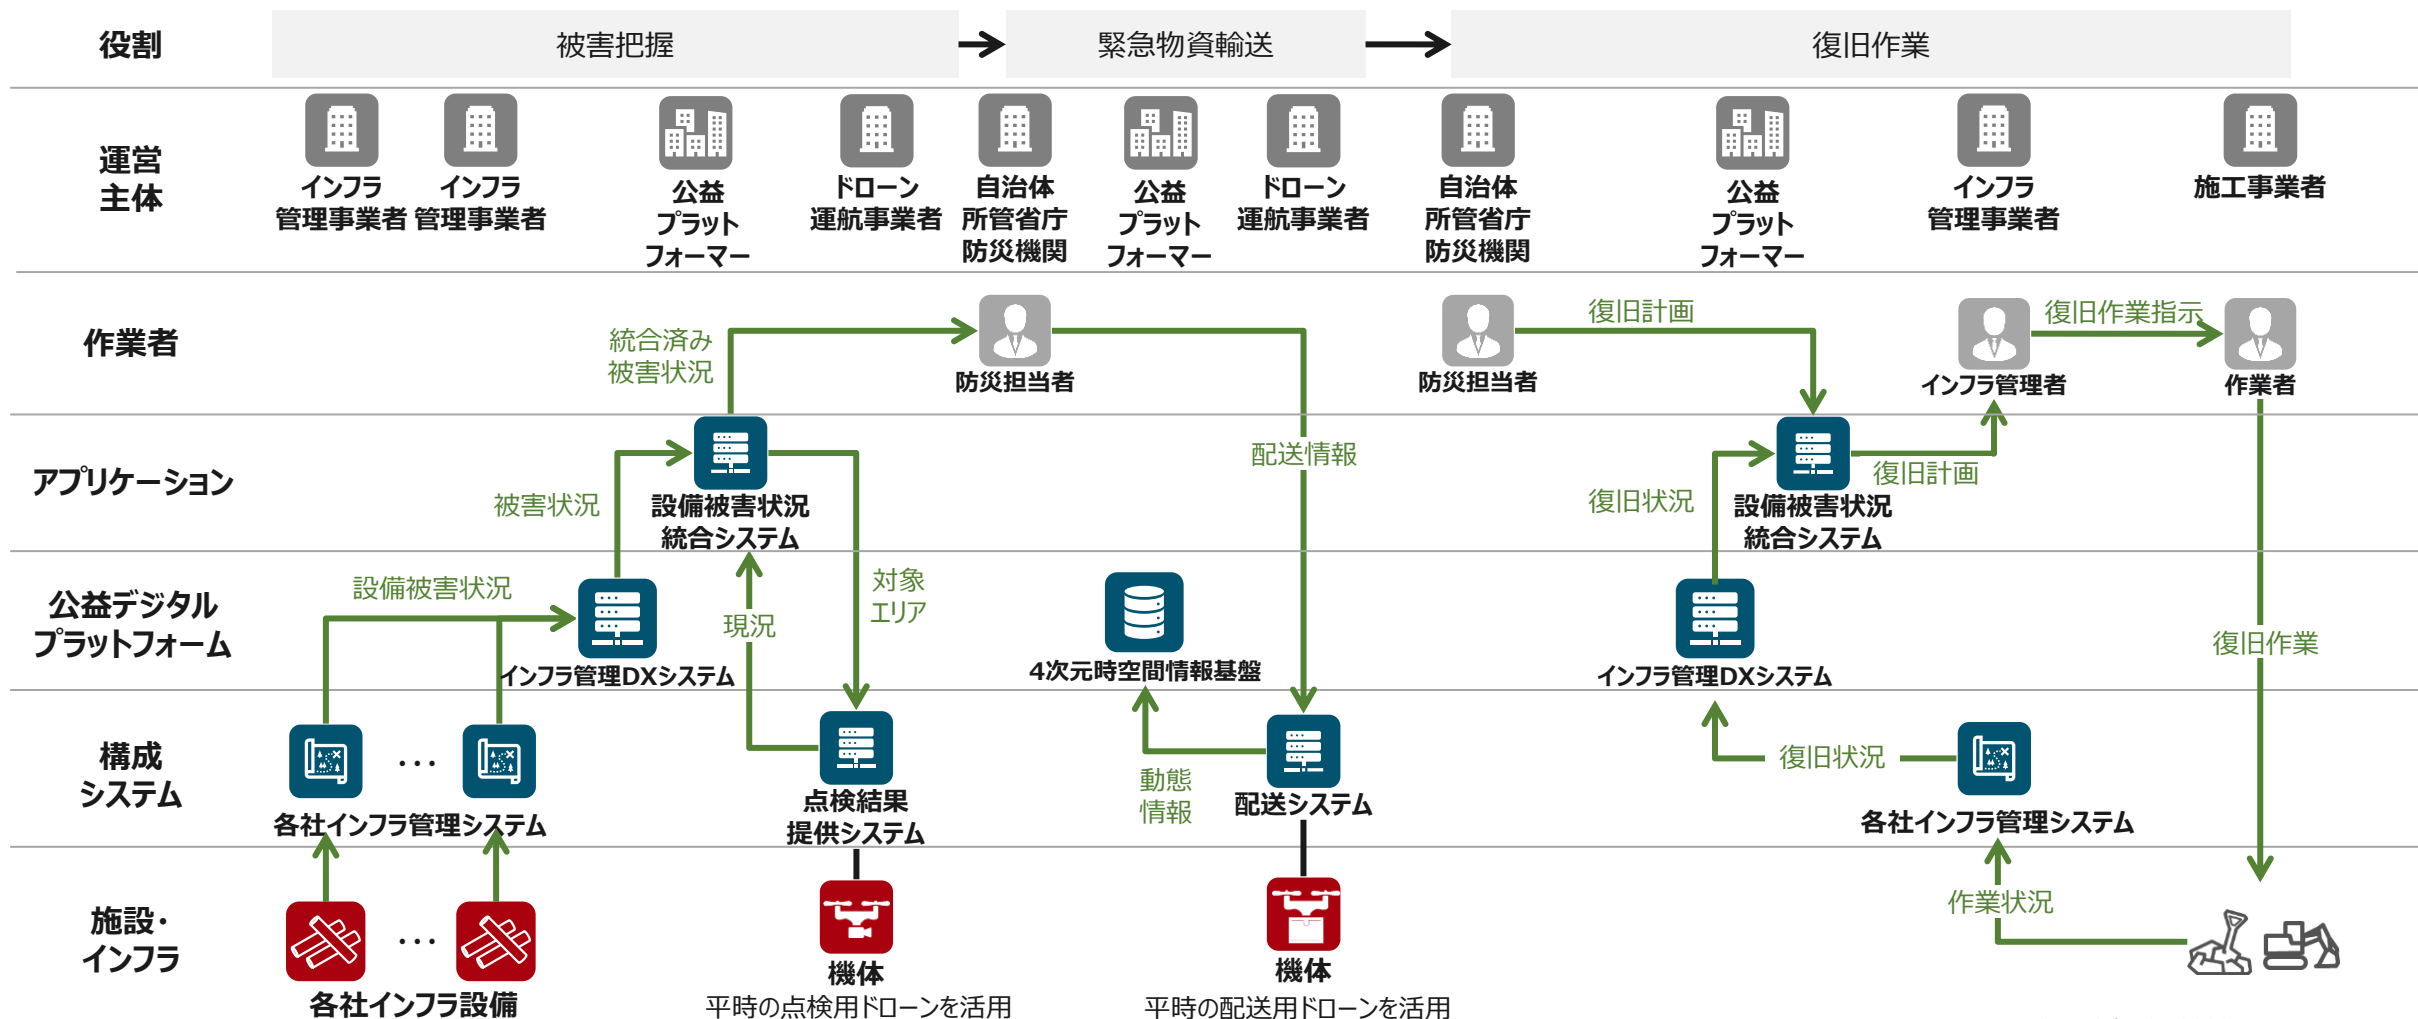 役割
被害把握
緊急物資輸送
復旧作業
運営
主体
インフラ
管理事業者
インフラ
管理事業者
公益
プラット
フォーマー
ドローン
運航事業者
自治体
所管省庁
防災機関
公益
プラット
フォーマー
ドローン
運航事業者
自治体
所管省庁
防災機関
公益
プラット
フォーマー
インフラ
管理事業者
施工事業者
作業者
統合済み
被害状況
防災担当者
防災担当者
復旧計画
インフラ管理者
復旧作業指示
作業者
アプリケーション
被害状況
設備被害状況
統合システム
配送情報
復旧状況
設備被害状況
統合システム
復旧計画
公益デジタル
プラットフォーム
設備被害状況
インフラ管理DXシステム
現況
対象
エリア
4次元時空間情報基盤
インフラ管理DXシステム
復旧作業
構成
システム
…
各社インフラ管理システム
点検結果
提供システム
動態
情報
配送システム
復旧状況
各社インフラ管理システム
施設・
インフラ
…
各社インフラ設備
機体
平時の点検用ドローンを活用
機体
平時の配送用ドローンを活用
作業状況